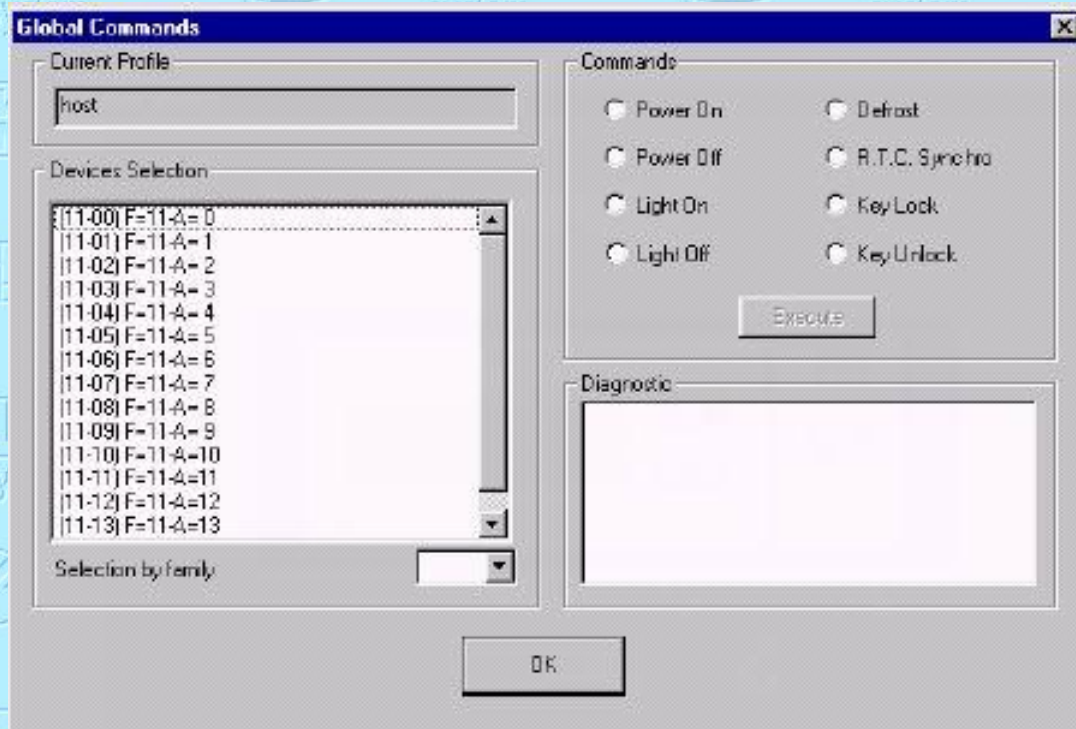 Global Commands
Current Profile
host
Devices Selection
(11-00) F=11-A= 0
(11-01) F=11-A= 1
(11-02) F=11-A= 2
(11-03) F=11-A= 3
(11-04) F=11-A= 4
(11-05) F=11-A= 5
(11-06) F=11-A= 6
(11-07) F=11-A= 7
(11-08) F=11-A= 8
(11-09) F=11-A= 9
(11-10) F=11-A=10
(11-11) F=11-A=11
(11-12) F=11-A=12
(11-13) F=11-A=13
Selection by family
Commands
Power On
Defrost
Power Off
R.T.C. Synchro
Light On
Key Lock
Light Off
Key Unlock
Execute
Diagnostic
OK